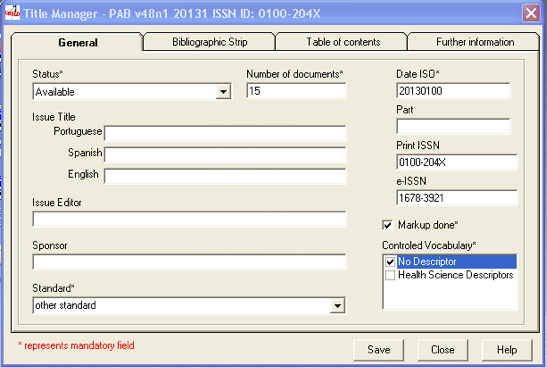 Title Manager - PAB v48n1 20131 ISSN ID: 0100-204X
General
Bibliographic Strip
Table of contents
Further information
Status*
Available
Number of documents*
15
Date ISO*
20130100
Part
Issue Title
Portuguese
Spanish
English
Print ISSN
0100-204X
e-ISSN
1678-3921
Issue Editor
Markup done*
Sponsor
Controled Vocabulary*
No Descriptor
Health Science Descriptors
Standard*
other standard
* represents mandatory field
Save
Close
Help